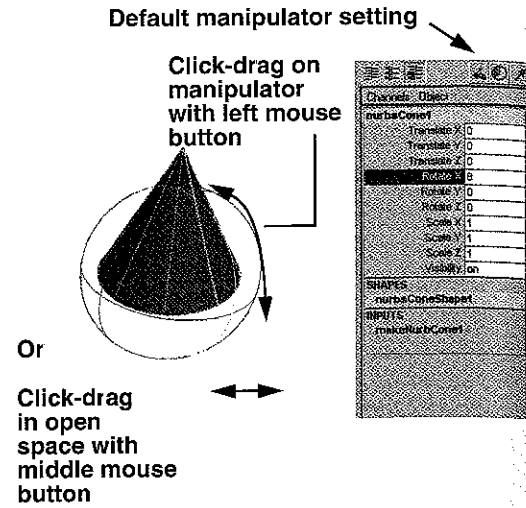 Default manipulator setting
Click-drag on
manipulator
with left mouse
button
Channels Object
nurbsCone1
Translate X 0
Translate Y 0
Translate Z 0
Rotate X 8
Rotate Y 0
Rotate Z 0
Scale X 1
Scale Y 1
Scale Z 1
Visibility on
SHAPES
nurbsConeShape1
INPUTS
makeNurbCone1
Or
Click-drag
in open
space with
middle mouse
button